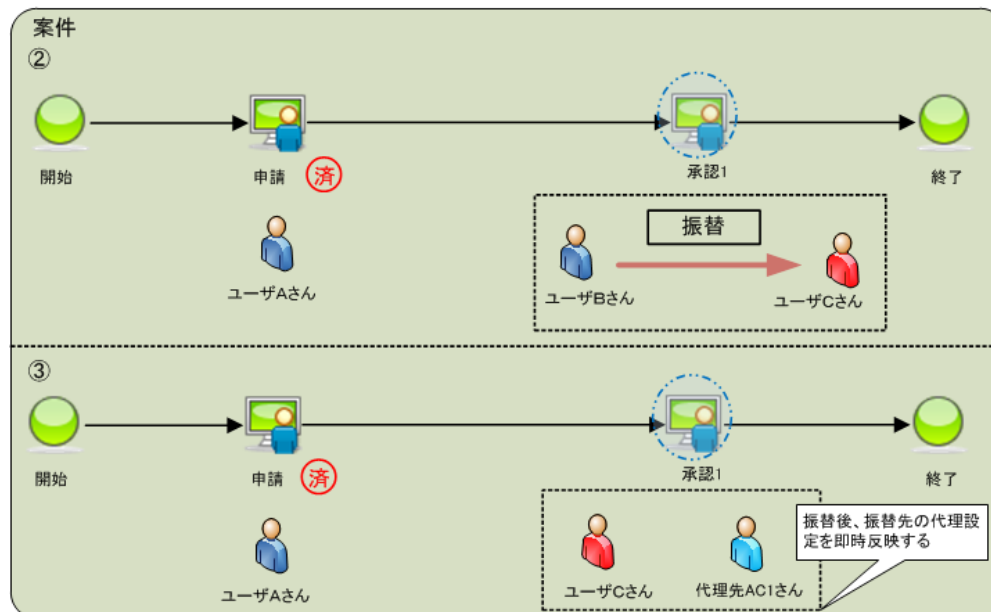 案件
②
開始
申請
済
承認1
終了
振替
ユーザAさん
ユーザBさん
ユーザCさん
③
開始
申請
済
承認1
終了
振替後、振替先の代理設
定を即時反映する
ユーザAさん
ユーザCさん
代理先AC1さん